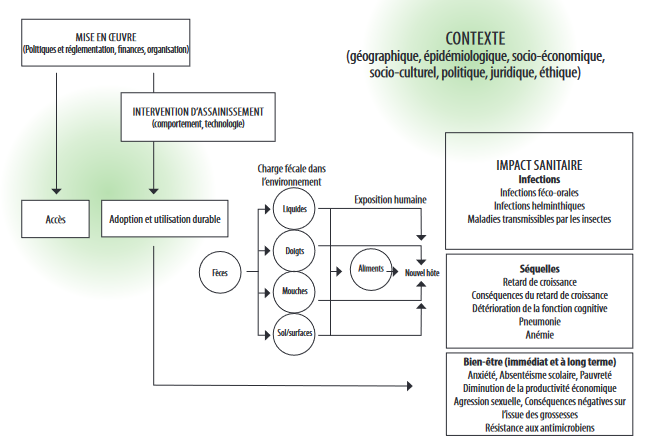 MISE EN ŒUVRE
(Politiques et réglementation, finances, organisation)
CONTEXTE
(géographique, épidémiologique, socio-économique,
socio-culturel, politique, juridique, éthique)
INTERVENTION D’ASSAINISSEMENT
(comportement, technologie)
Accès
Adoption et utilisation durable
Charge fécale dans
l’environnement
Exposition humaine
Fèces
Liquides
Doigts
Mouches
Sol/surfaces
Aliments
Nouvel hôte
IMPACT SANITAIRE
Infections
Infections féco-orales
Infections helminthiques
Maladies transmissibles par les insectes
Séquelles
Retard de croissance
Conséquences du retard de croissance
Détérioration de la fonction cognitive
Pneumonie
Anémie
Bien-être (immédiat et à long terme)
Anxiété, Absentéisme scolaire, Pauvreté
Diminution de la productivité économique
Agression sexuelle, Conséquences négatives sur
l’issue des grossesses
Résistance aux antimicrobiens